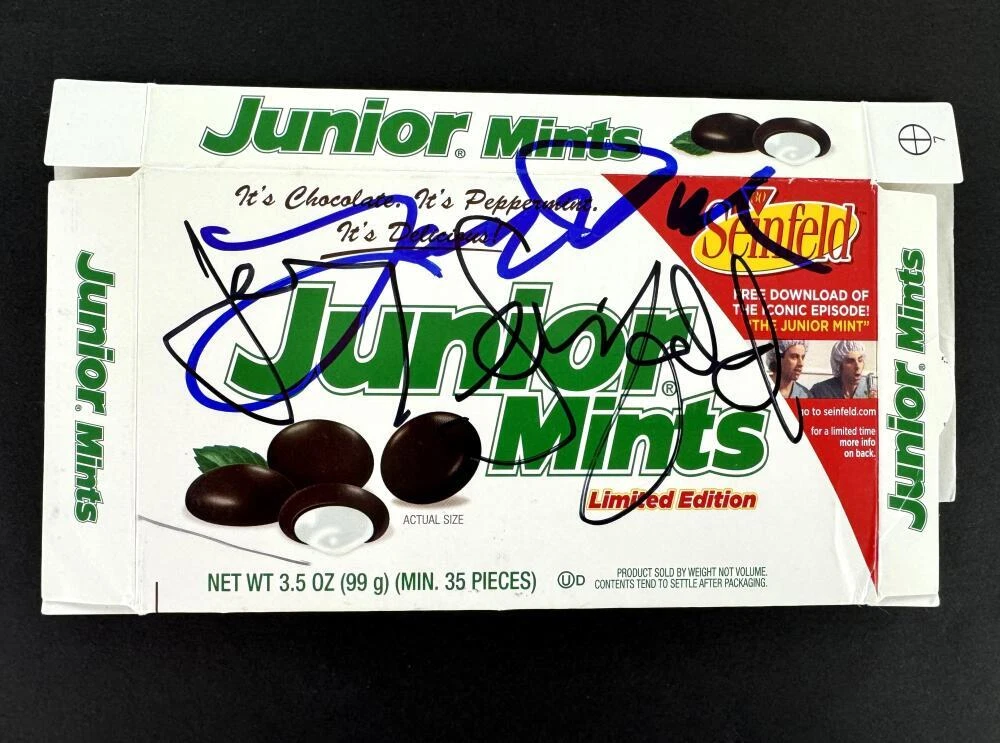 Junior® Mints
7
It's Chocolate. It's Peppermint.
It's Delicious!
Seinfeld™
FREE DOWNLOAD OF
THE ICONIC EPISODE!
"THE JUNIOR MINT"
go to seinfeld.com
for a limited time
more info
on back.
Jerry Seinfeld
Junior®
Mints
Limited Edition
ACTUAL SIZE
NET WT 3.5 OZ (99 g) (MIN. 35 PIECES)
U D
PRODUCT SOLD BY WEIGHT NOT VOLUME.
CONTENTS TEND TO SETTLE AFTER PACKAGING.
Junior® Mints
Junior® Mints